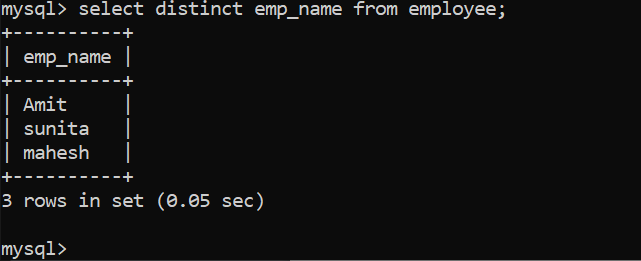 mysql> select distinct emp_name from employee;
+----------+
| emp_name |
+----------+
| Amit     |
| sunita   |
| mahesh   |
+----------+
3 rows in set (0.05 sec)
mysql>